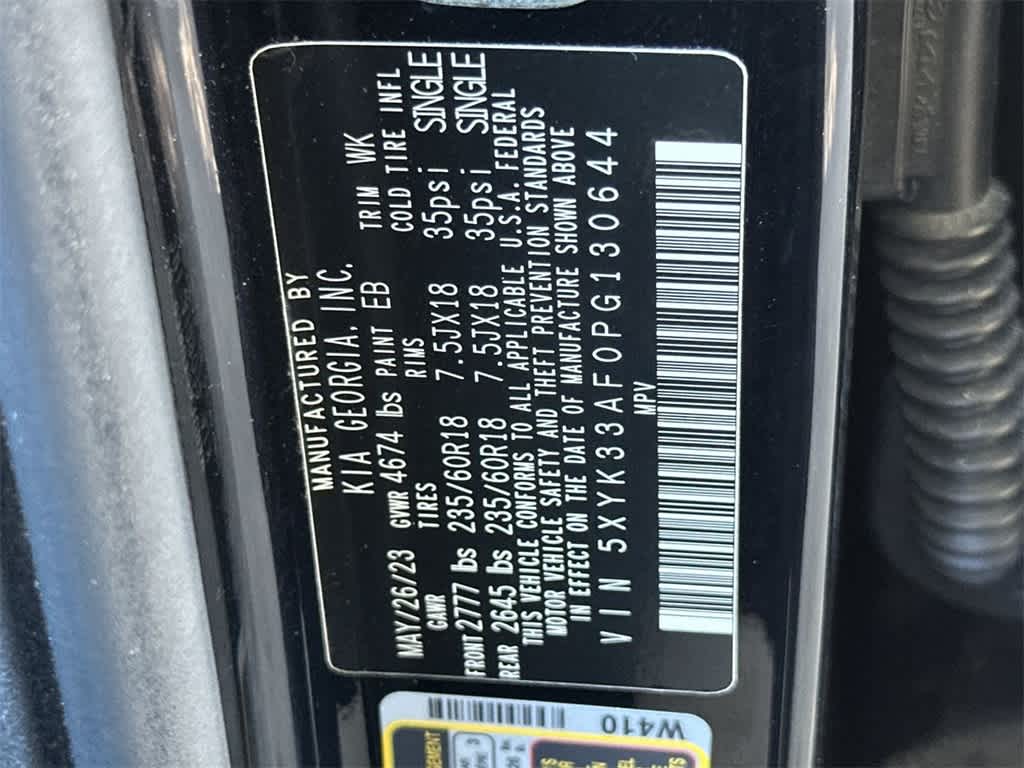 MANUFACTURED BY
KIA GEORGIA, INC.
MAY/26/23 GVWR 4674 lbs PAINT EB TRIM WK
GAWR TIRES RIMS COLD TIRE INFL
FRONT 2777 lbs 235/60R18 7.5JX18 35psi SINGLE
REAR 2645 lbs 235/60R18 7.5JX18 35psi SINGLE
THIS VEHICLE CONFORMS TO ALL APPLICABLE U.S.A. FEDERAL
MOTOR VEHICLE SAFETY AND THEFT PREVENTION STANDARDS
IN EFFECT ON THE DATE OF MANUFACTURE SHOWN ABOVE
VIN 5XYK33AF0PG130644
MPV
W410